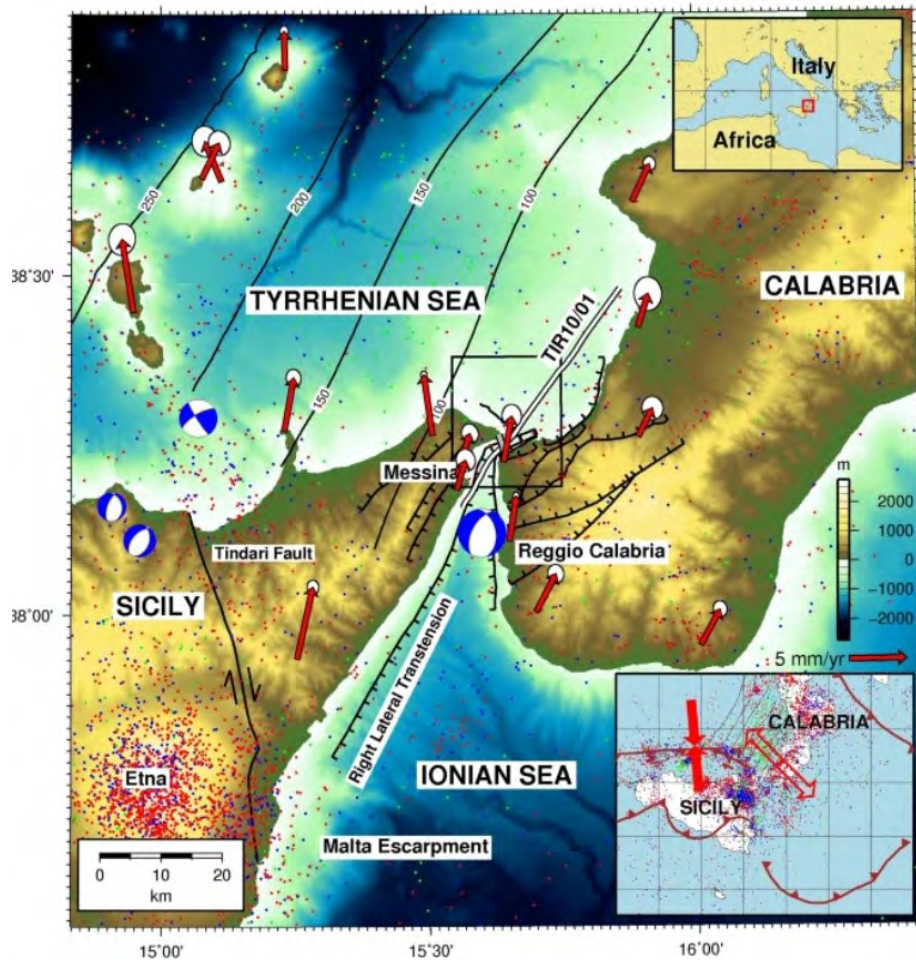 Italy
Africa
250
200
150
100
38˚30'
TYRRHENIAN SEA
CALABRIA
TIR10/01
150
100
Messina
Tindari Fault
Reggio Calabria
m
2000
1000
0
−1000
−2000
38˚00'
SICILY
5 mm/yr
Right Lateral Transtension
Etna
IONIAN SEA
Malta Escarpment
0 10 20
km
CALABRIA
SICILY
15˚00'
15˚30'
16˚00'